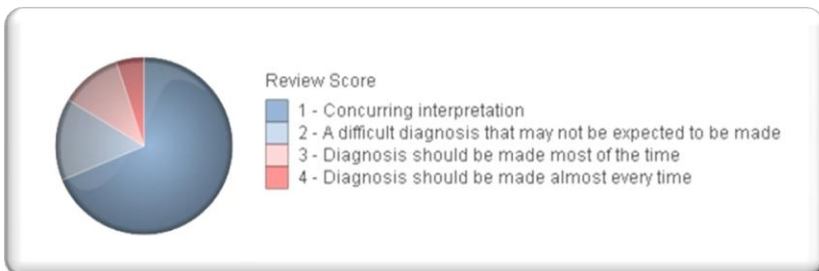 Review Score
1 - Concurring interpretation
2 - A difficult diagnosis that may not be expected to be made
3 - Diagnosis should be made most of the time
4 - Diagnosis should be made almost every time